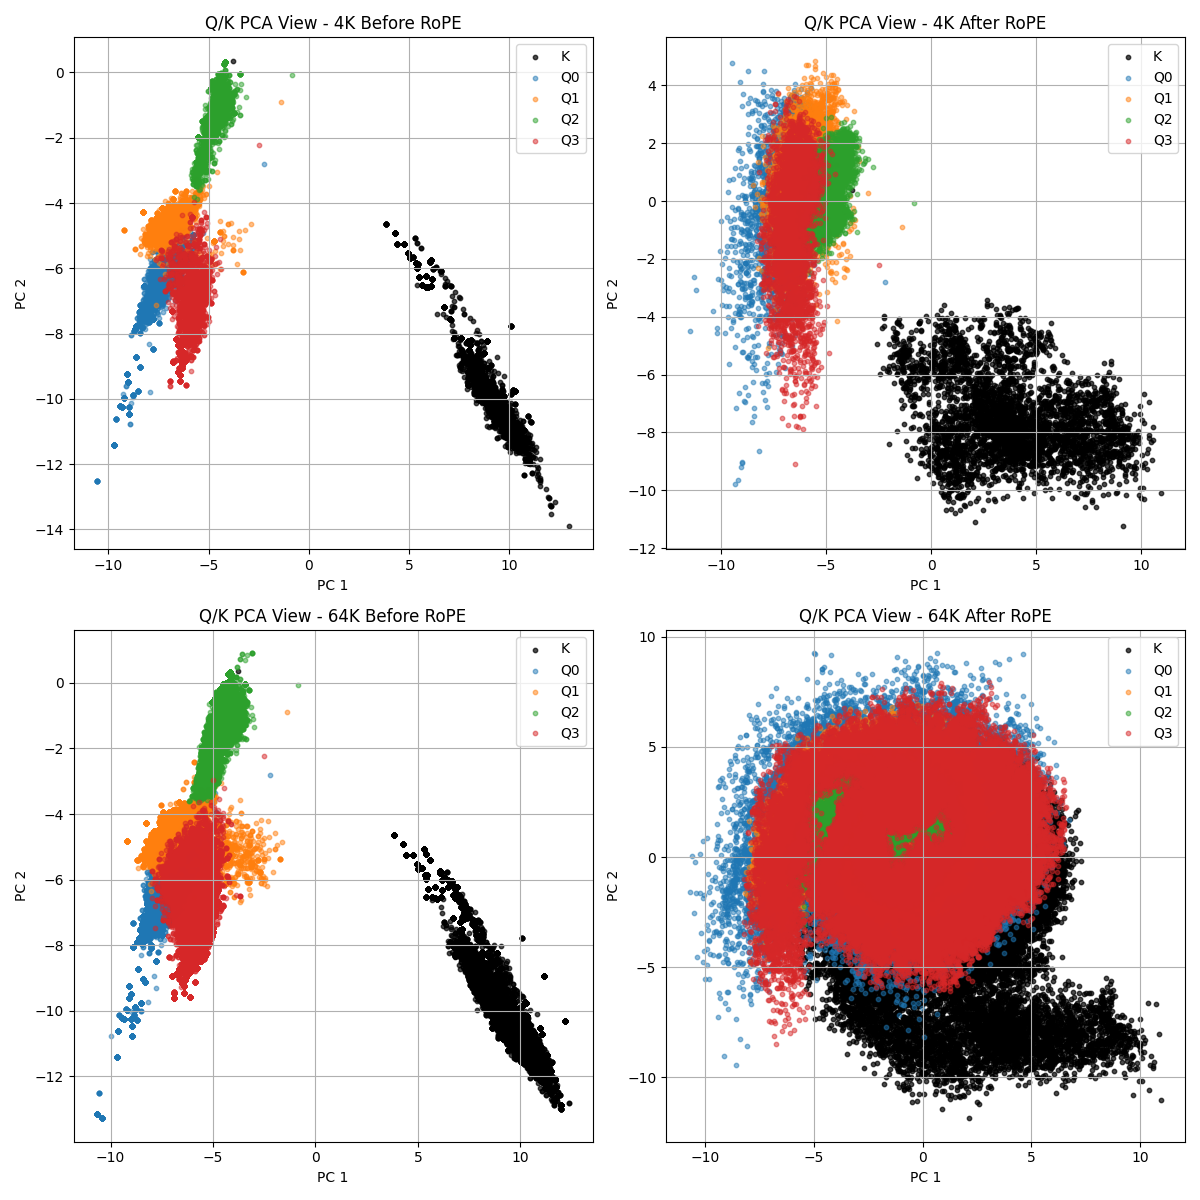 Q/K PCA View - 4K Before RoPE
K
Q0
Q1
Q2
Q3
0
−2
−4
−6
−8
−10
−12
−14
PC 2
−10
−5
0
5
10
PC 1
Q/K PCA View - 4K After RoPE
K
Q0
Q1
Q2
Q3
4
2
0
−2
−4
−6
−8
−10
−12
PC 2
−10
−5
0
5
10
PC 1
Q/K PCA View - 64K Before RoPE
K
Q0
Q1
Q2
Q3
0
−2
−4
−6
−8
−10
−12
PC 2
−10
−5
0
5
10
PC 1
Q/K PCA View - 64K After RoPE
K
Q0
Q1
Q2
Q3
10
5
0
−5
−10
PC 2
−10
−5
0
5
10
PC 1